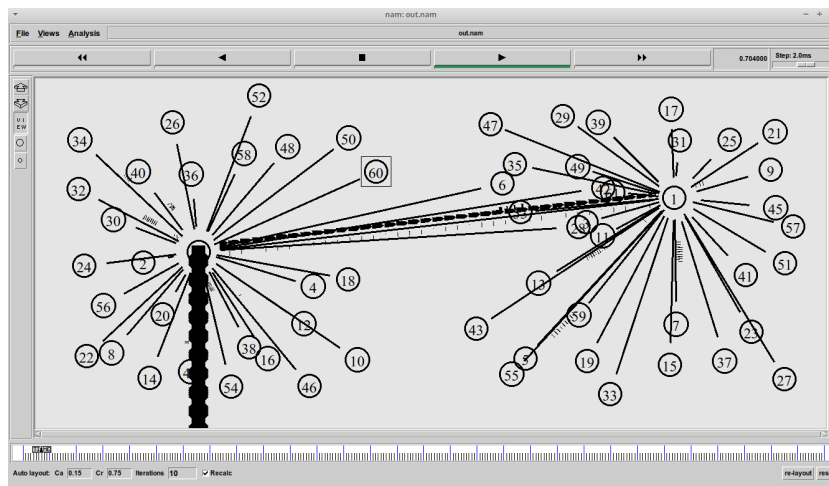 nam: out.nam
File Views Analysis out.nam
0.704000 Step: 2.0ms
52
17
26
47 29 39
34 50 31 25 21
58 48
40 36 60 35 49 9
32 6 1
30 45
57
24 2 28 11 51
4 18 13 41
56 20 12 59
43 7 23
22 8 38 16 10 5 19 15 37
14 54 46 55 33 27
Auto layout: Ca 0.15 Cr 0.75 Iterations 10 Recalc re-layout